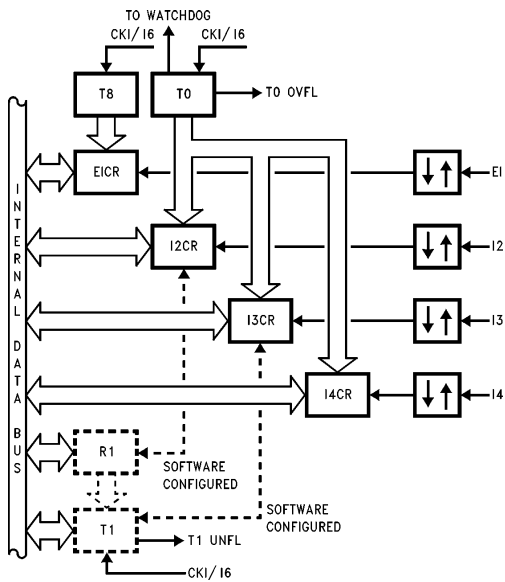 TO WATCHDOG
CKI/16
CKI/16
T8
T0
T0 OVFL
EICR
EI
INTERNAL DATA BUS
I2CR
I2
I3CR
I3
I4CR
I4
R1
SOFTWARE
CONFIGURED
T1
SOFTWARE
CONFIGURED
T1 UNFL
CKI/16